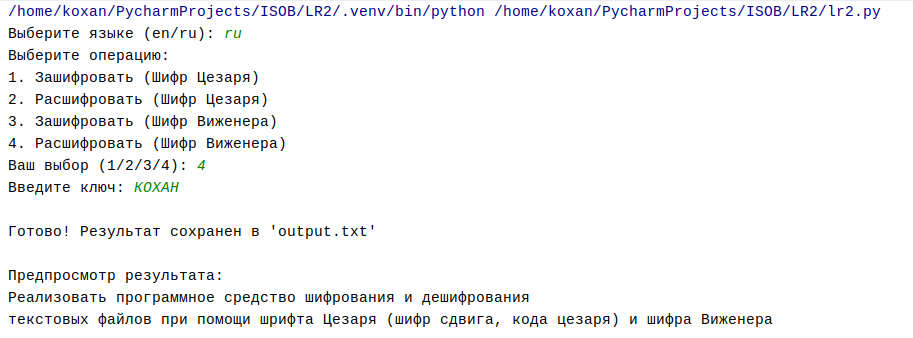 /home/koxan/PycharmProjects/ISOB/LR2/.venv/bin/python /home/koxan/PycharmProjects/ISOB/LR2/lr2.py
Выберите языке (en/ru): ru
Выберите операцию:
1. Зашифровать (Шифр Цезаря)
2. Расшифровать (Шифр Цезаря)
3. Зашифровать (Шифр Виженера)
4. Расшифровать (Шифр Виженера)
Ваш выбор (1/2/3/4): 4
Введите ключ: КОХАН
Готово! Результат сохранен в 'output.txt'
Предпросмотр результата:
Реализовать программное средство шифрования и дешифрования
текстовых файлов при помощи шрифта Цезаря (шифр сдвига, кода цезаря) и шифра Виженера